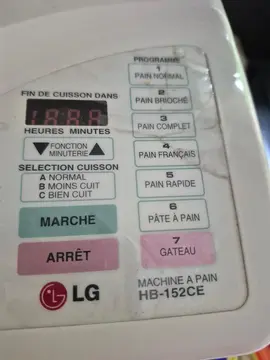 FIN DE CUISSON DANS
HEURES MINUTES
FONCTION
MINUTERIE
SELECTION CUISSON
A NORMAL
B MOINS CUIT
C BIEN CUIT
MARCHE
ARRÊT
LG
PROGRAMME
1
PAIN NORMAL
2
PAIN BRIOCHÉ
3
PAIN COMPLET
4
PAIN FRANÇAIS
5
PAIN RAPIDE
6
PÂTE À PAIN
7
GATEAU
MACHINE A PAIN
HB-152CE